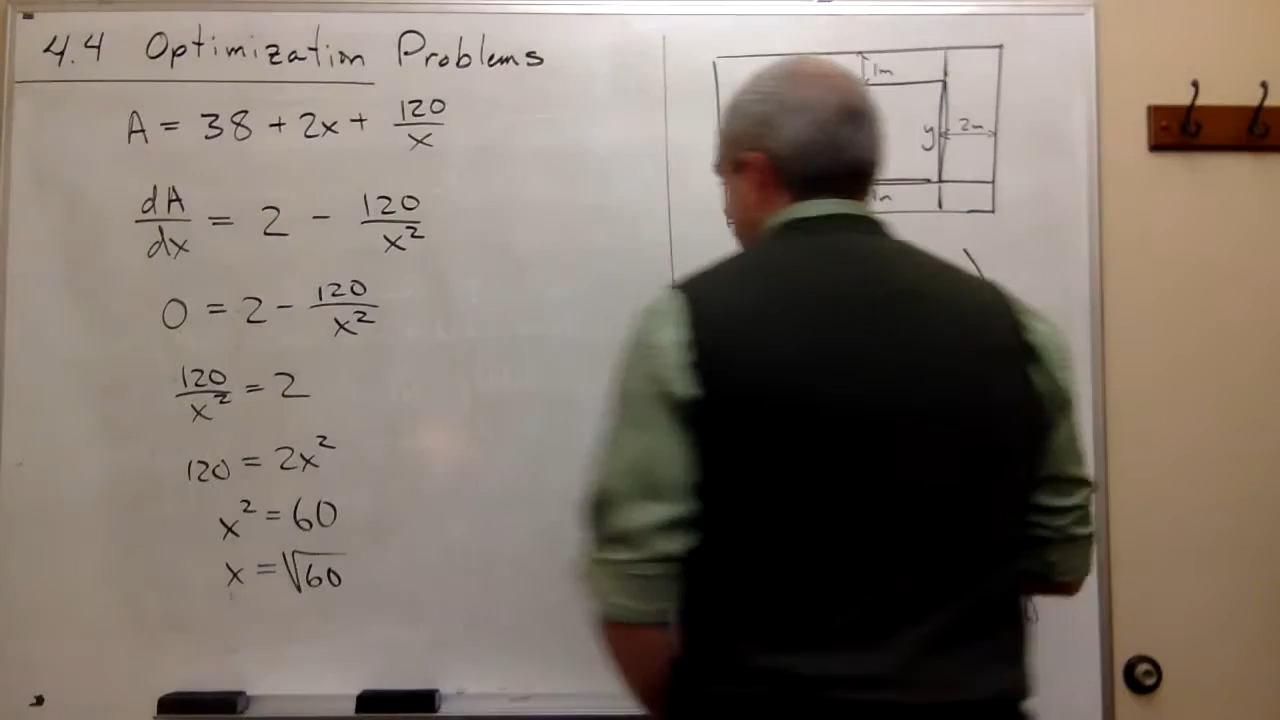 4.4 Optimization Problems
A = 38 + 2x + 120/x
dA/dx = 2 - 120/x²
0 = 2 - 120/x²
120/x² = 2
120 = 2x²
x² = 60
x = √60
1m
y 2m
1m